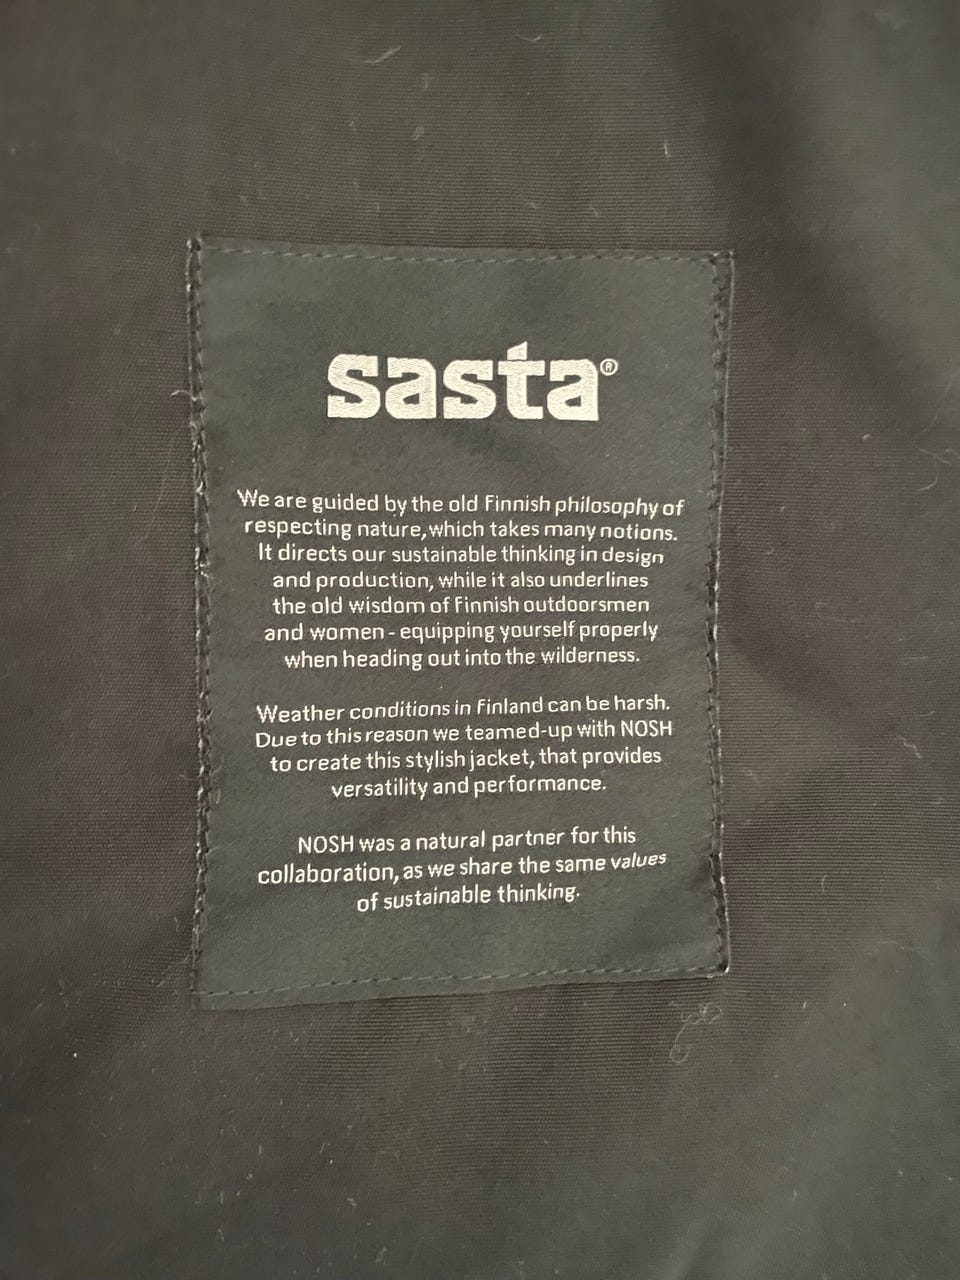 sasta®
We are guided by the old Finnish philosophy of
respecting nature, which takes many notions.
It directs our sustainable thinking in design
and production, while it also underlines
the old wisdom of Finnish outdoorsmen
and women - equipping yourself properly
when heading out into the wilderness.
Weather conditions in Finland can be harsh.
Due to this reason we teamed-up with NOSH
to create this stylish jacket, that provides
versatility and performance.
NOSH was a natural partner for this
collaboration, as we share the same values
of sustainable thinking.